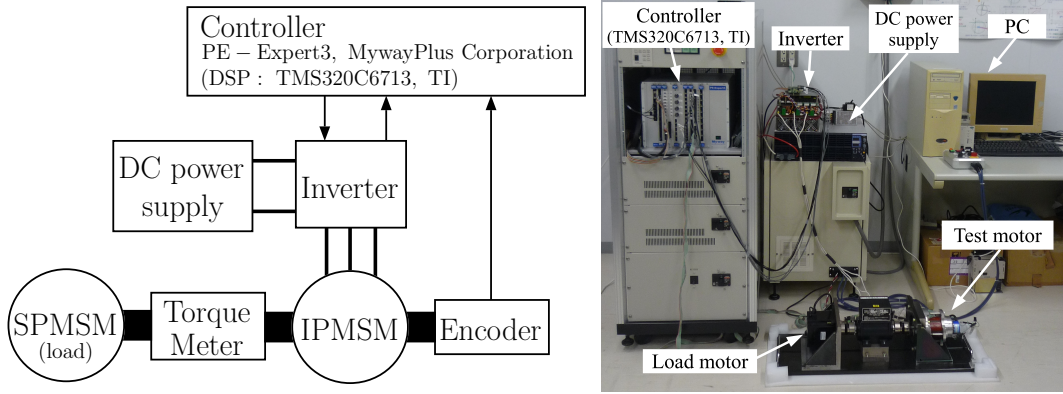 Controller
PE − Expert3, MywayPlus Corporation
(DSP : TMS320C6713, TI)
DC power
supply
Inverter
SPMSM
(load)
Torque
Meter
IPMSM
Encoder
Controller
(TMS320C6713, TI)
Inverter
DC power
supply
PC
Test motor
Load motor